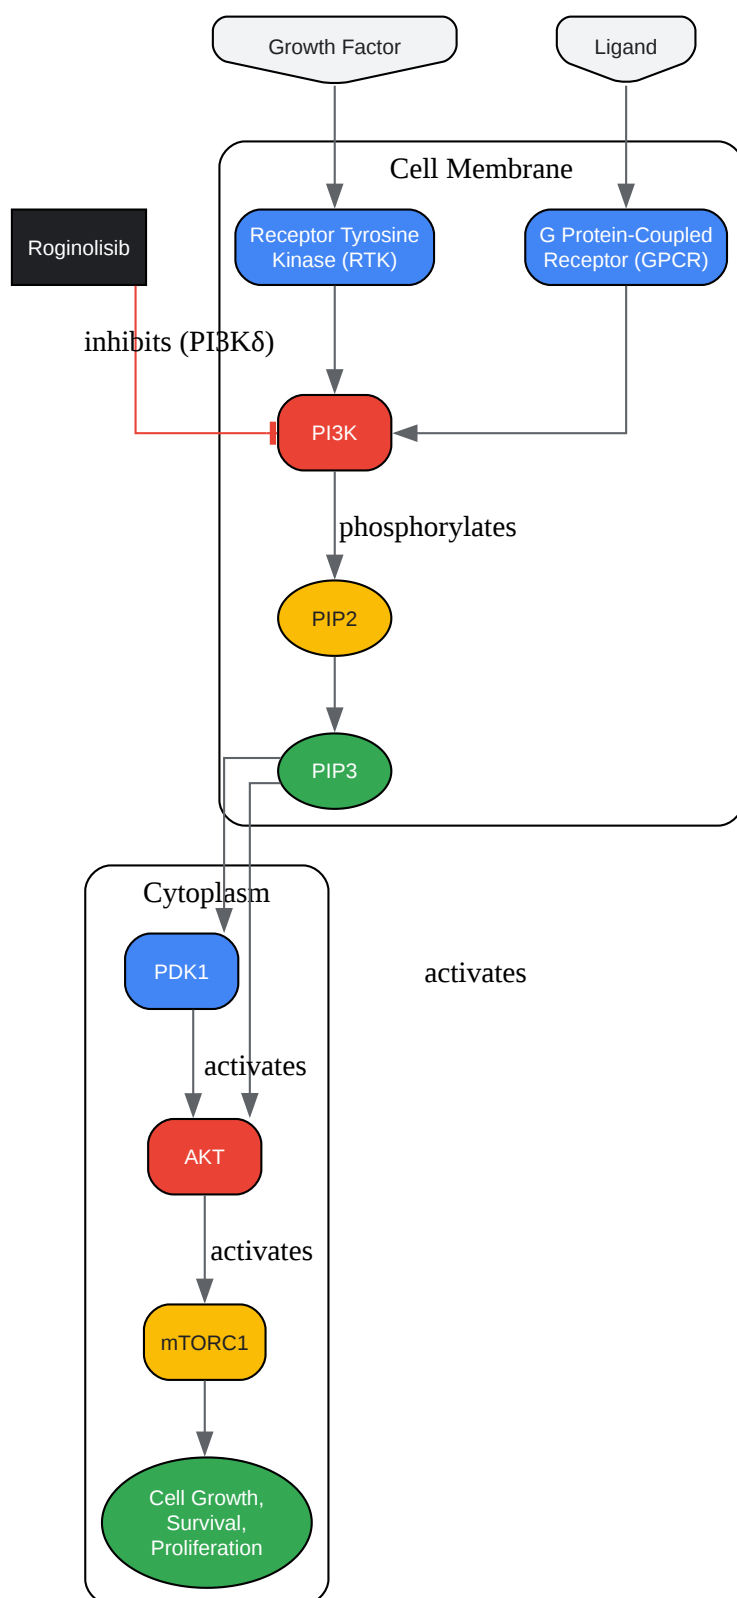 Growth Factor
Ligand
Cell Membrane
Roginolisib
Receptor Tyrosine
Kinase (RTK)
G Protein-Coupled
Receptor (GPCR)
inhibits (PI3Kδ)
PI3K
phosphorylates
PIP2
PIP3
Cytoplasm
PDK1
activates
activates
AKT
activates
mTORC1
Cell Growth,
Survival,
Proliferation